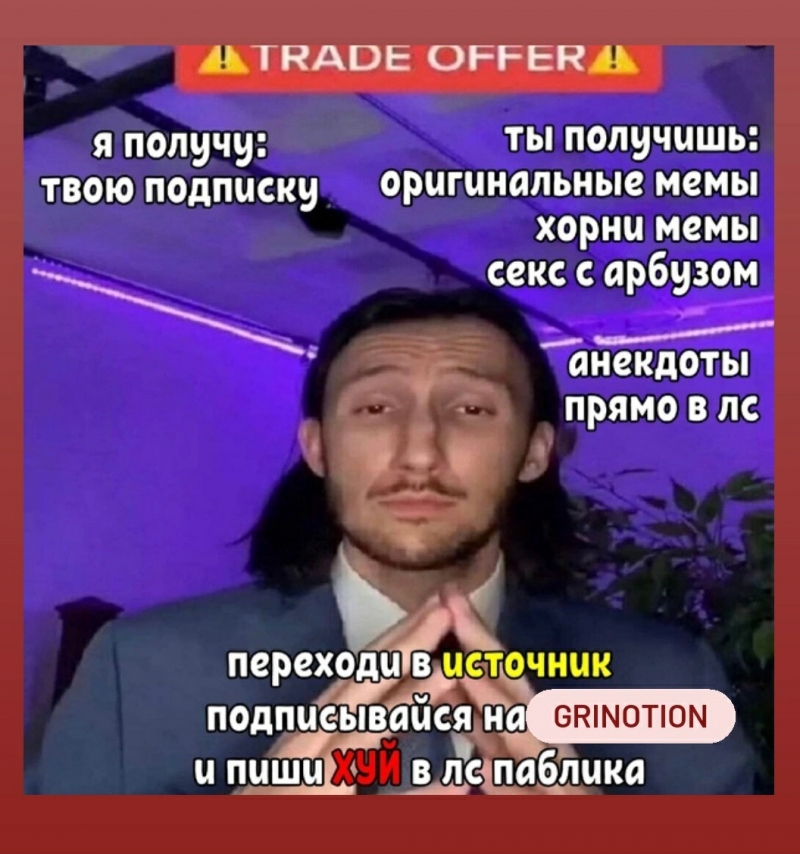 ⚠TRADE OFFER⚠
я получу:
твою подписку
ты получишь:
оригинальные мемы
хорни мемы
секс с арбузом
анекдоты
прямо в лс
переходи в источник
подписывайся на GRINOTION
и пиши ХУЙ в лс паблика